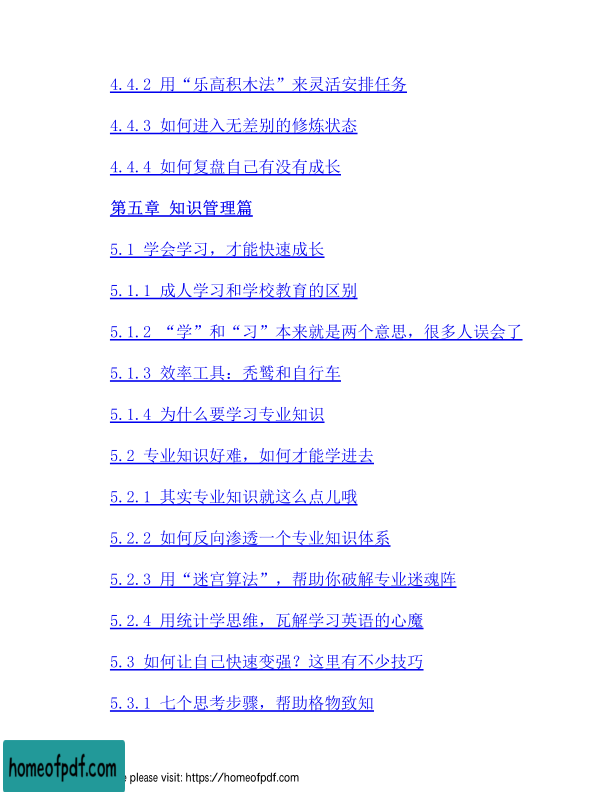 4.4.2 用“乐高积木法”来灵活安排任务
4.4.3 如何进入无差别的修炼状态
4.4.4 如何复盘自己有没有成长
第五章 知识管理篇
5.1 学会学习，才能快速成长
5.1.1 成人学习和学校教育的区别
5.1.2 “学”和“习”本来就是两个意思，很多人误会了
5.1.3 效率工具：秃鹫和自行车
5.1.4 为什么要学习专业知识
5.2 专业知识好难，如何才能学进去
5.2.1 其实专业知识就这么点儿哦
5.2.2 如何反向渗透一个专业知识体系
5.2.3 用“迷宫算法”，帮助你破解专业迷魂阵
5.2.4 用统计学思维，瓦解学习英语的心魔
5.3 如何让自己快速变强？这里有不少技巧
5.3.1 七个思考步骤，帮助格物致知
homeofpdf.com
please visit: https://homeofpdf.com